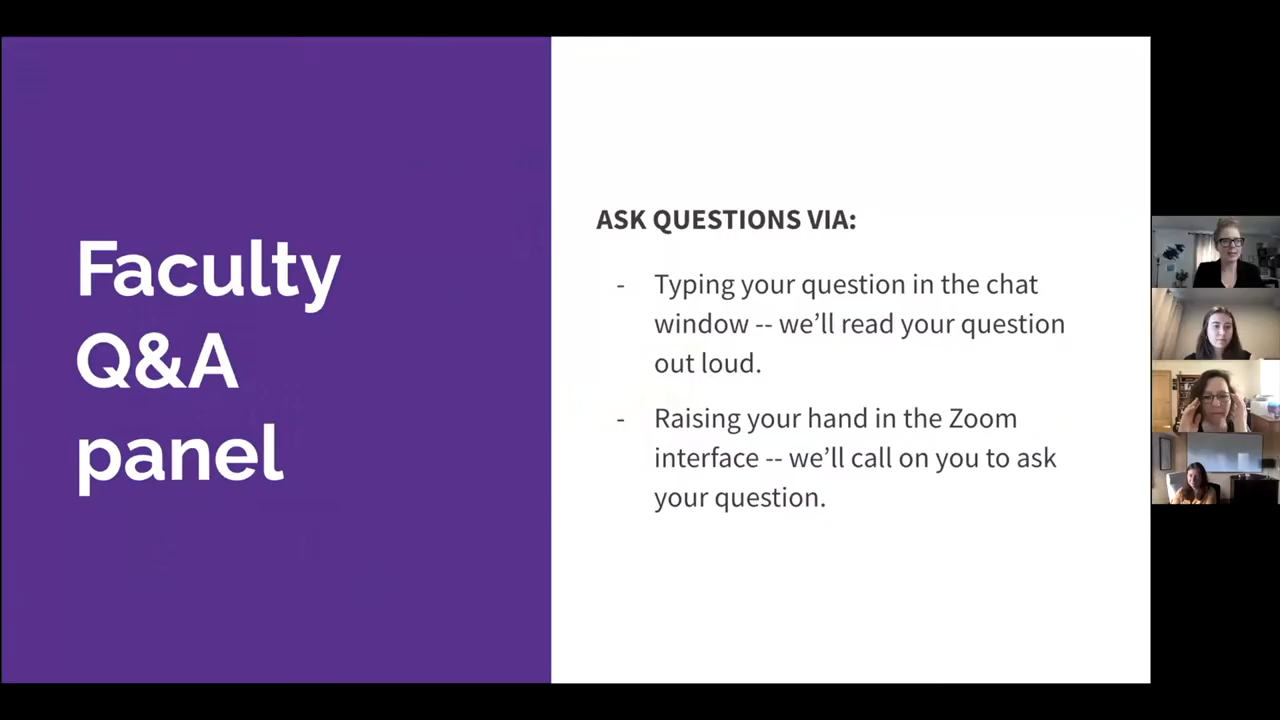 Faculty
Q&A
panel
ASK QUESTIONS VIA:
- Typing your question in the chat
window -- we’ll read your question
out loud.
- Raising your hand in the Zoom
interface -- we’ll call on you to ask
your question.